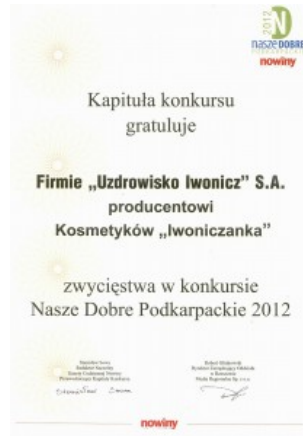 2012
N
nasze DOBRE
nowiny
Kapituła konkursu
gratuluje
Firmie „Uzdrowisko Iwonicz” S.A.
producentowi
Kosmetyków „Iwoniczanka”
zwycięstwa w konkursie
Nasze Dobre Podkarpackie 2012
nowiny